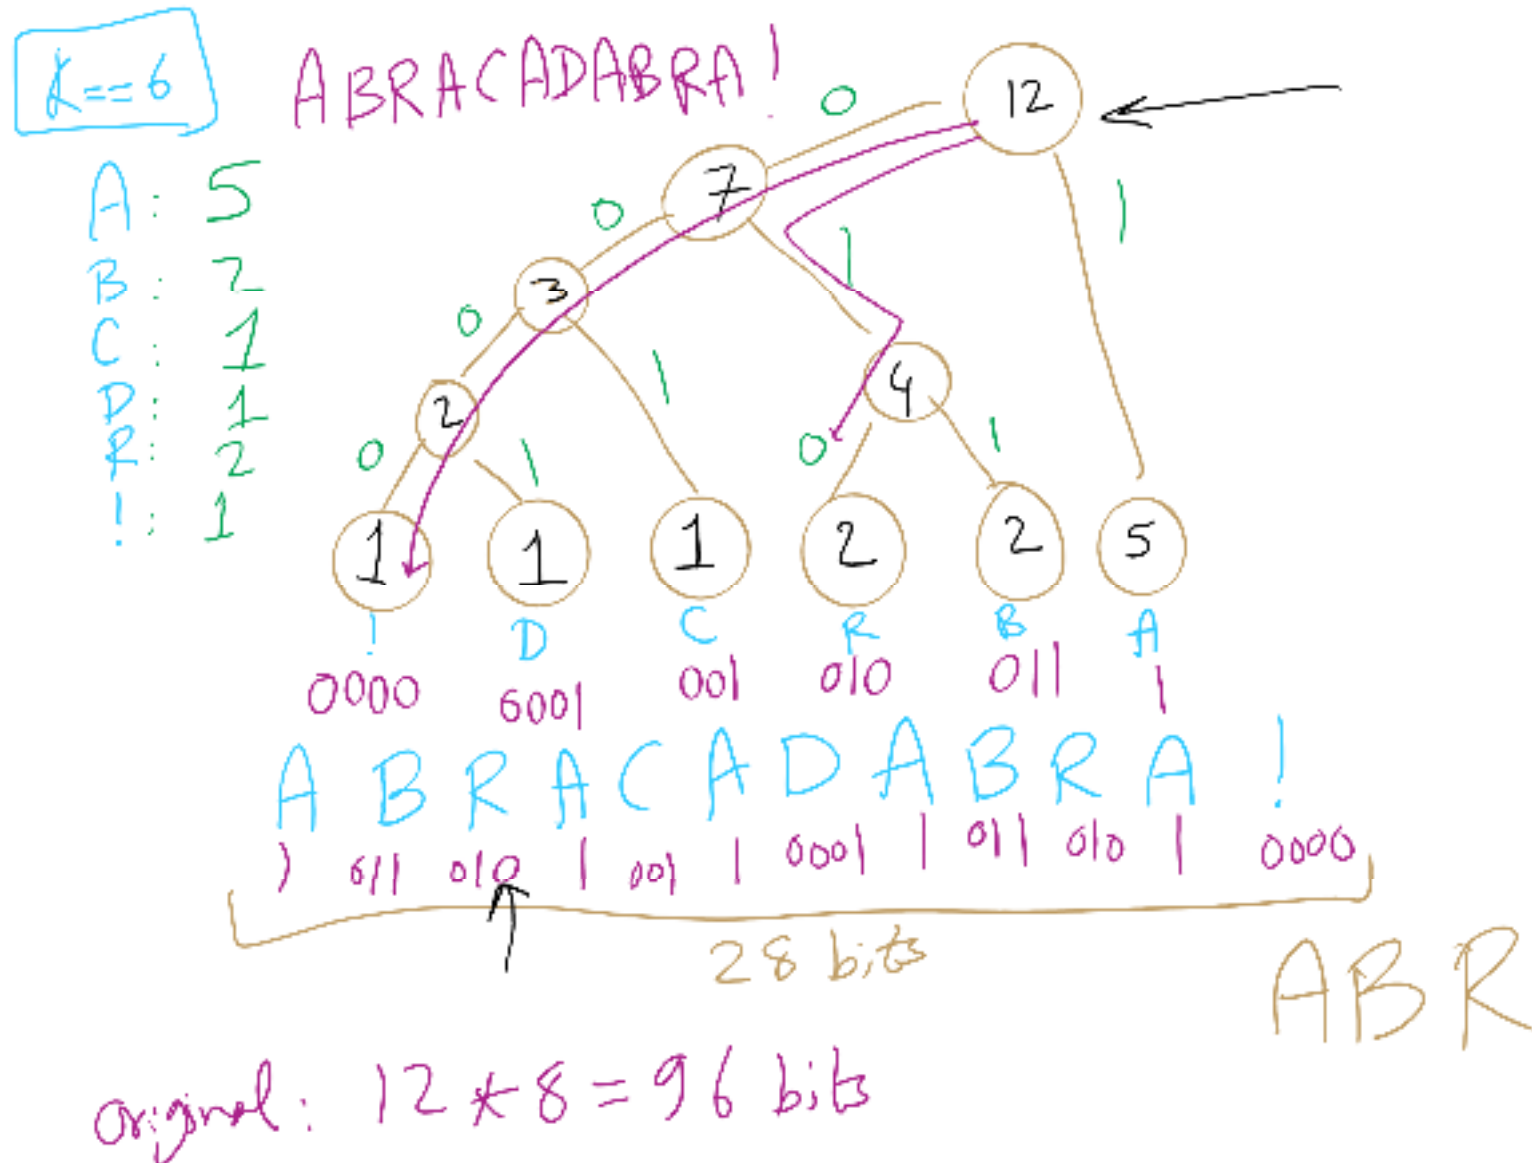 K==6 ABRACADABRA!
12
0
A: 5
7
1
0
B: 2
1
3
C: 1
0
1
4
D: 1
2
R: 2
0
1
0
1
!: 1
1 1 1 2 2 5
! D C R B A
0000 0001 001 010 011 1
A B R A C A D A B R A !
1 011 010 1 001 1 0001 1 011 010 1 0000
28 bits
ABR
original: 12*8=96 bits